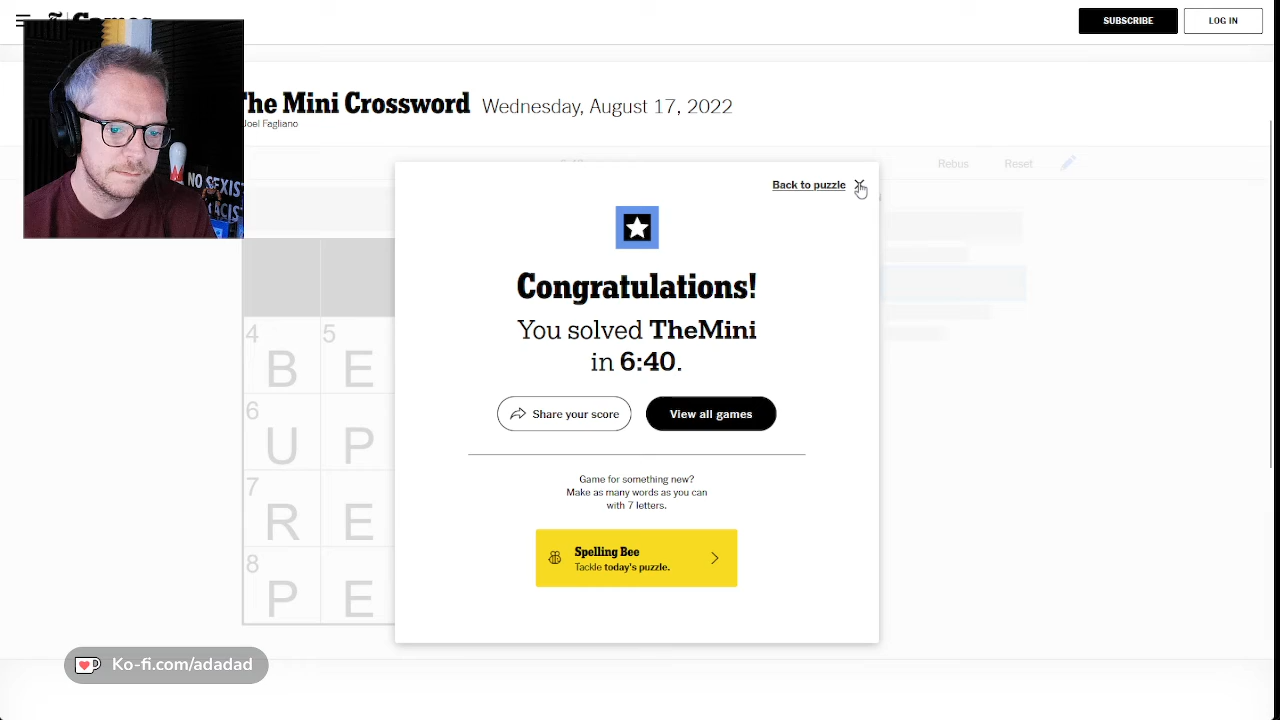 SUBSCRIBE
LOG IN
The Mini Crossword Wednesday, August 17, 2022
Joel Fagliano
Rebus Reset
NO SEXIST
Back to puzzle
Congratulations!
You solved TheMini
in 6:40.
Share your score
View all games
Game for something new?
Make as many words as you can
with 7 letters.
Spelling Bee
Tackle today's puzzle.
4 B 5 E
6 U P
7 R E
8 P E
Ko-fi.com/adadad